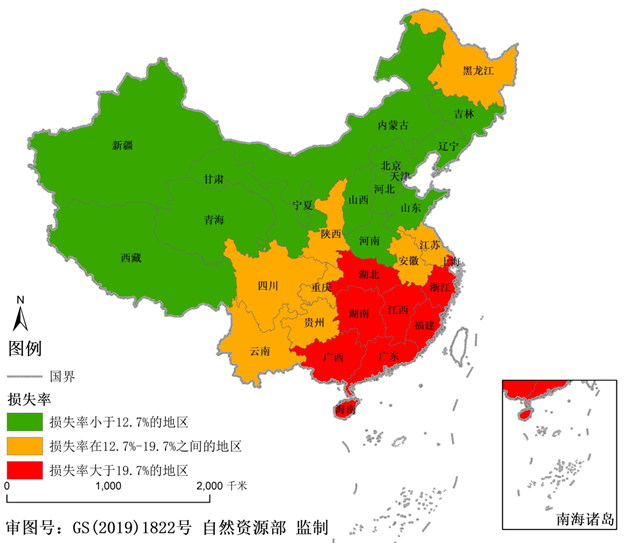 黑龙江
吉林
内蒙古
辽宁
新疆
北京
天津
河北
甘肃
山西
宁夏
山东
青海
河南
陕西
江苏
西藏
安徽
上海
湖北
四川
重庆
浙江
N
湖南
江西
贵州
福建
图例
云南
广西
广东
国界
损失率
海南
损失率小于12.7%的地区
损失率在12.7%-19.7%之间的地区
损失率大于19.7%的地区
0 1,000 2,000 千米
南海诸岛
审图号：GS(2019)1822号 自然资源部 监制